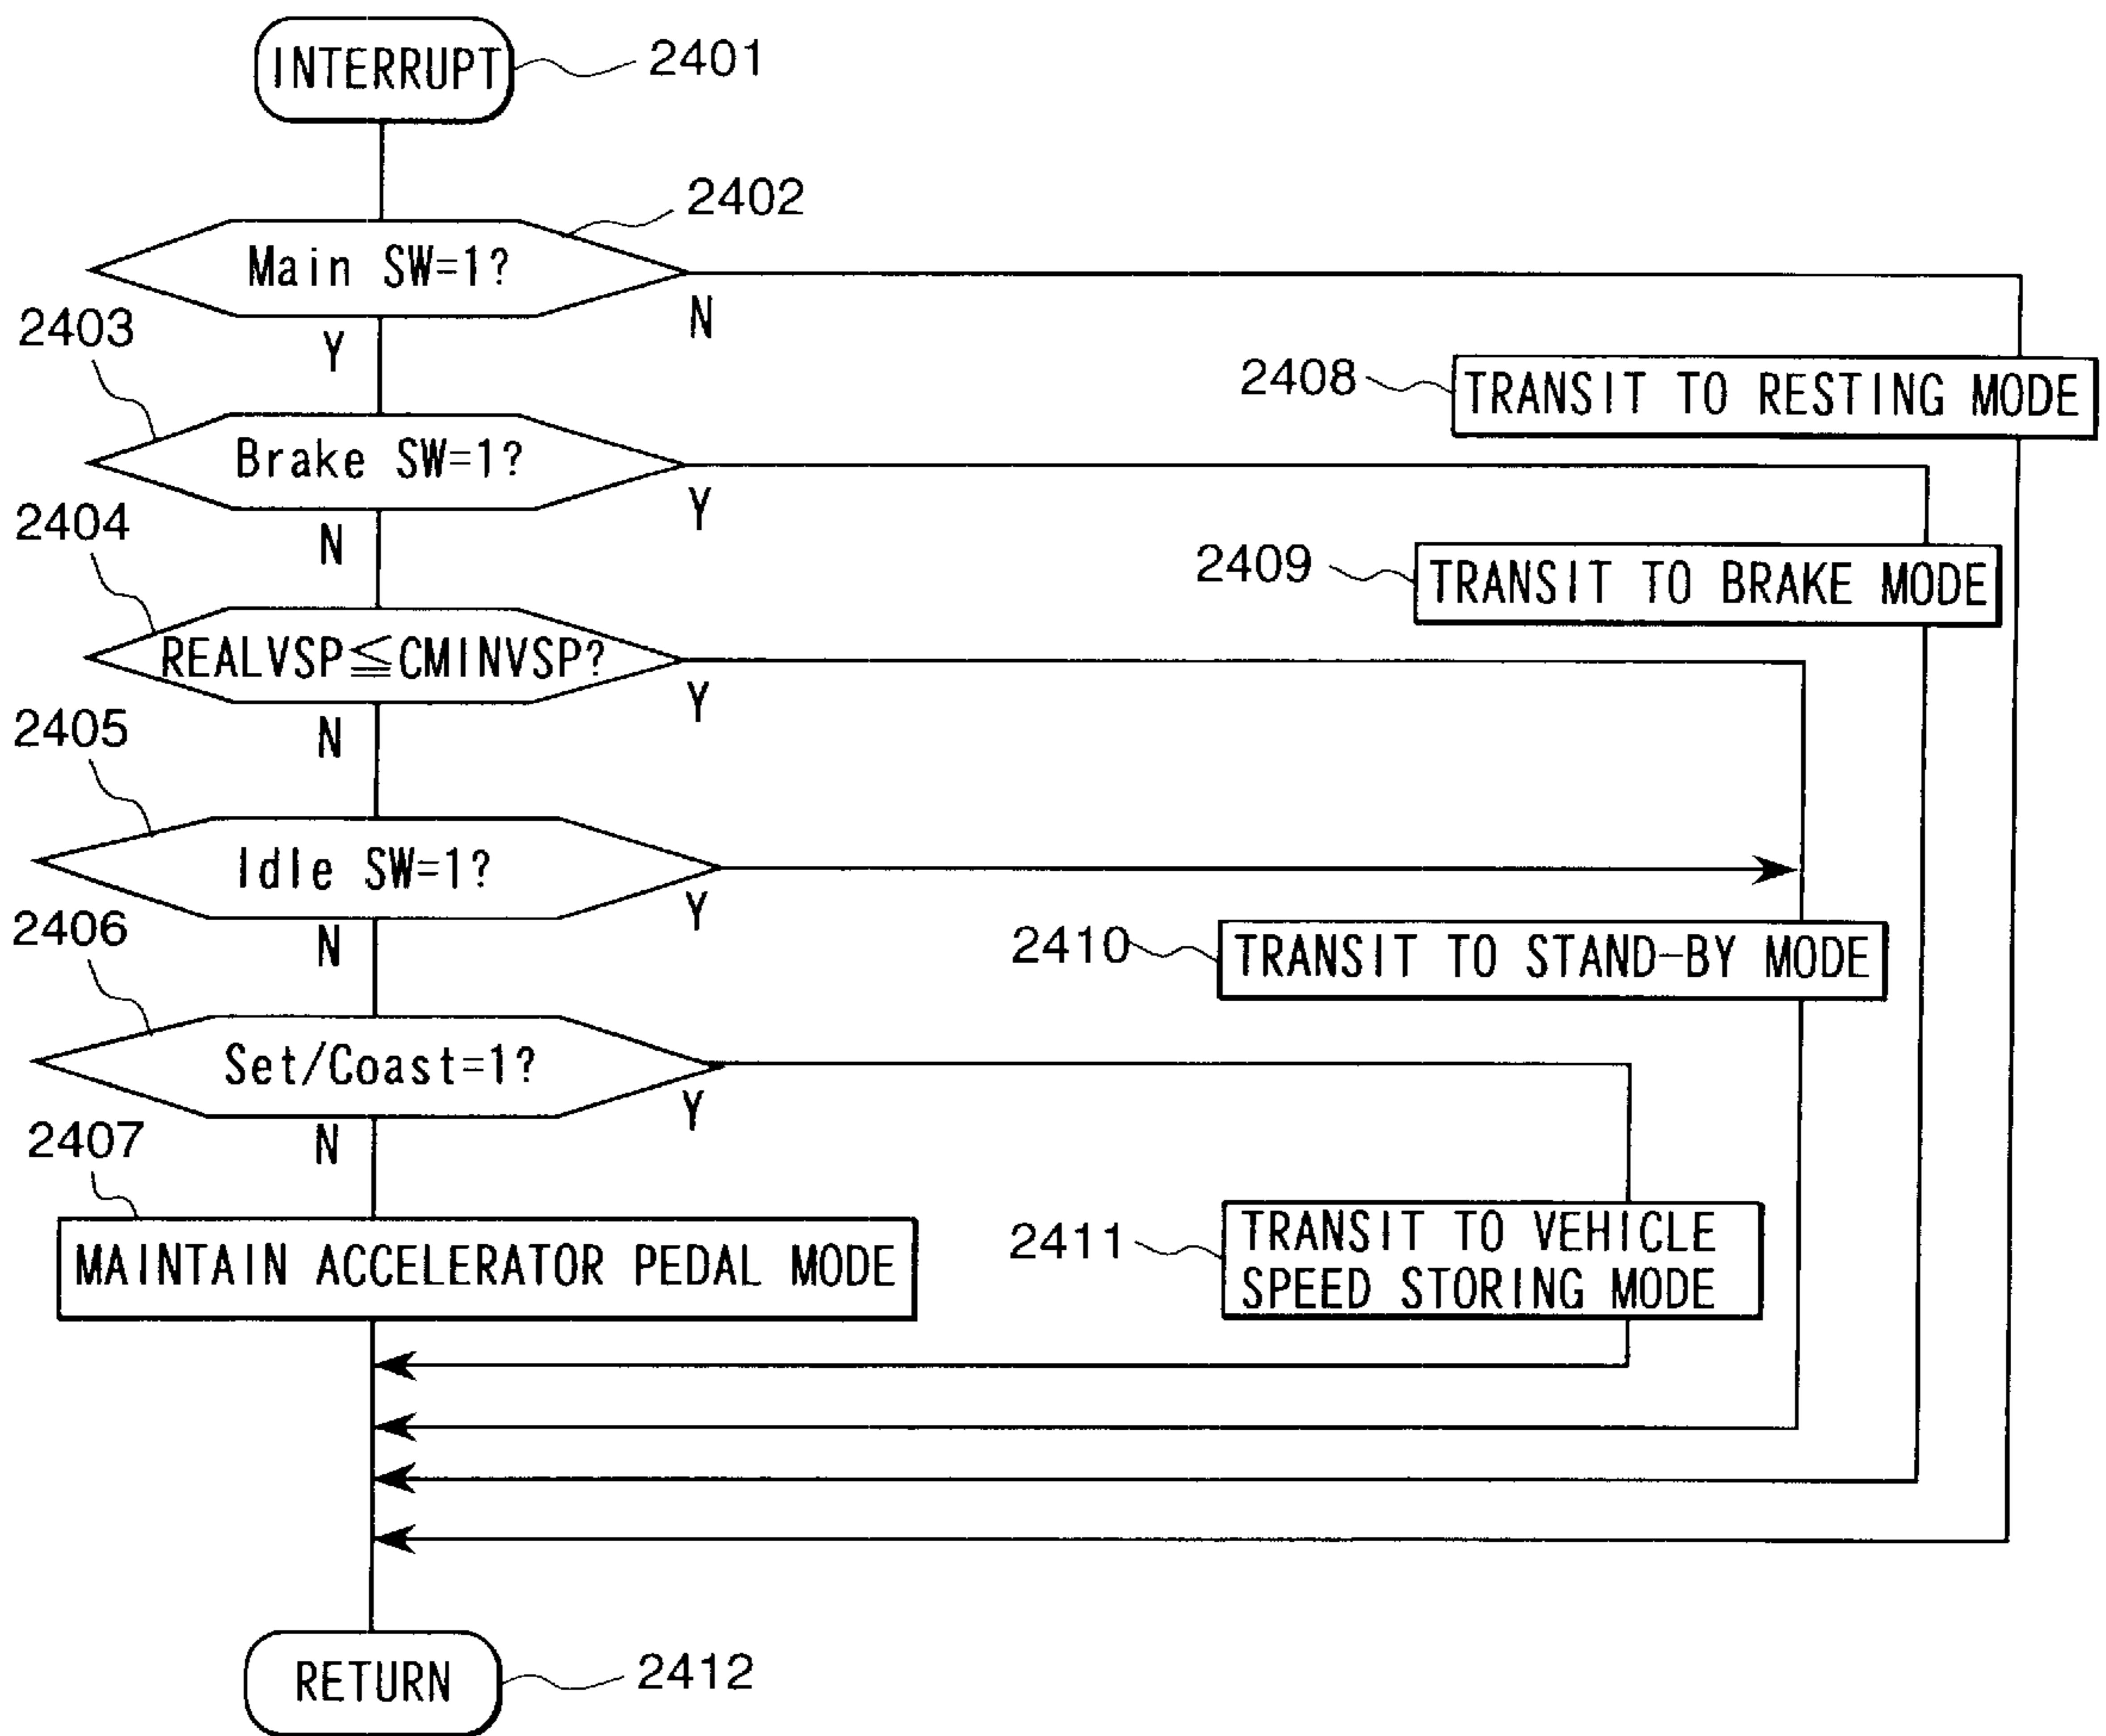 INTERRUPT
2401
2402
Main SW=1?
N
Y
2403
2408
TRANSIT TO RESTING MODE
Brake SW=1?
Y
N
2404
2409
TRANSIT TO BRAKE MODE
REALVSP≦CMINVSP?
Y
N
2405
Idle SW=1?
Y
N
2406
2410
TRANSIT TO STAND-BY MODE
Set/Coast=1?
Y
N
2407
MAINTAIN ACCELERATOR PEDAL MODE
2411
TRANSIT TO VEHICLE
SPEED STORING MODE
RETURN
2412